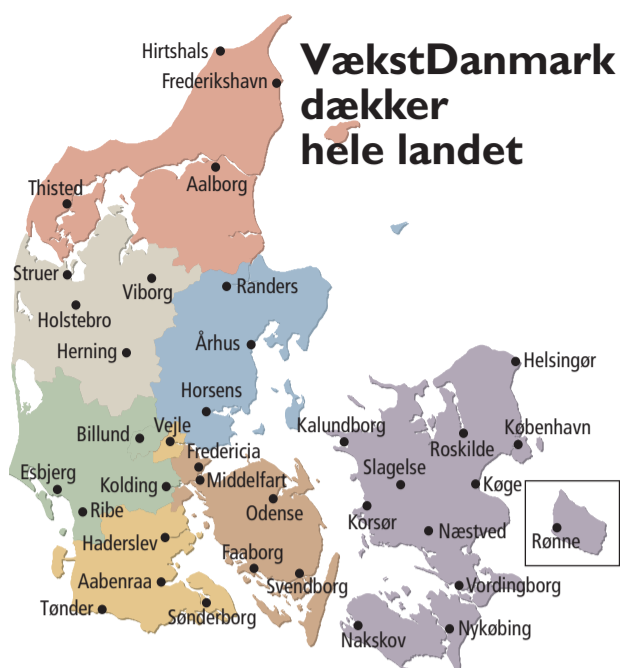 VækstDanmark
dækker
hele landet
Hirtshals
Frederikshavn
Aalborg
Thisted
Struer
Viborg
Holstebro
Herning
Randers
Århus
Horsens
Vejle
Billund
Fredericia
Middelfart
Esbjerg
Kolding
Ribe
Odense
Haderslev
Faaborg
Svendborg
Aabenraa
Tønder
Sønderborg
Helsingør
Kalundborg
København
Roskilde
Slagelse
Køge
Korsør
Næstved
Rønne
Vordingborg
Nakskov
Nykøbing